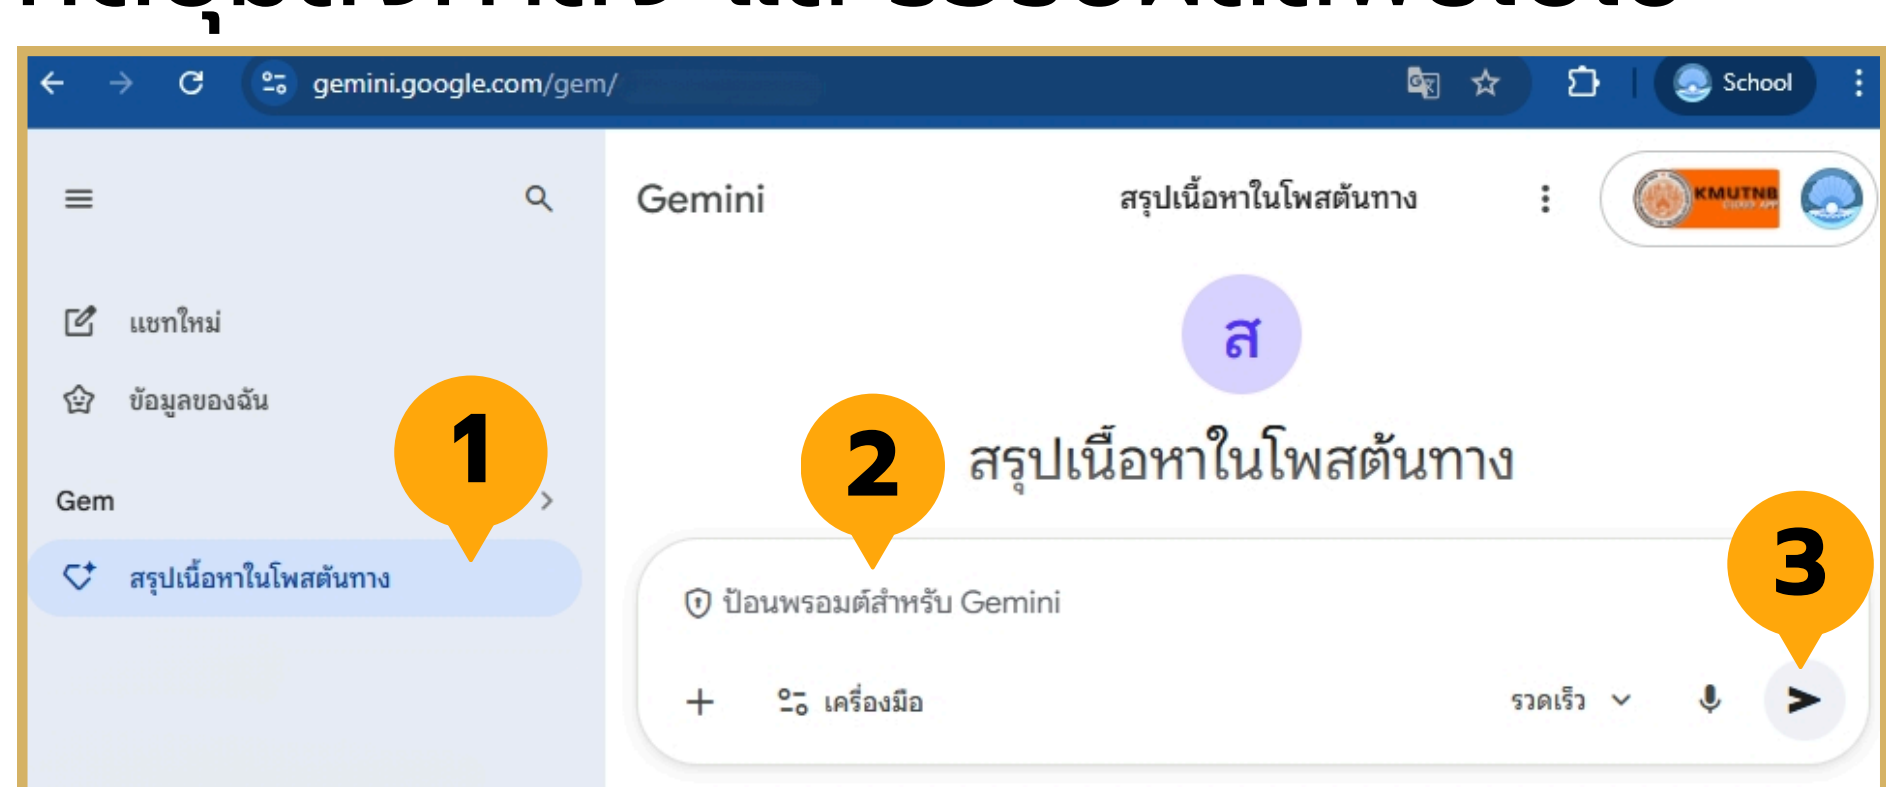 gemini.google.com/gem/
School
Gemini
สรุปเนื้อหาในโพสต้นทาง
KMUTNB
แชทใหม่
ข้อมูลของฉัน
ส
1
2
สรุปเนื้อหาในโพสต้นทาง
Gem
3
สรุปเนื้อหาในโพสต้นทาง
ป้อนพรอมต์สำหรับ Gemini
เครื่องมือ
รวดเร็ว